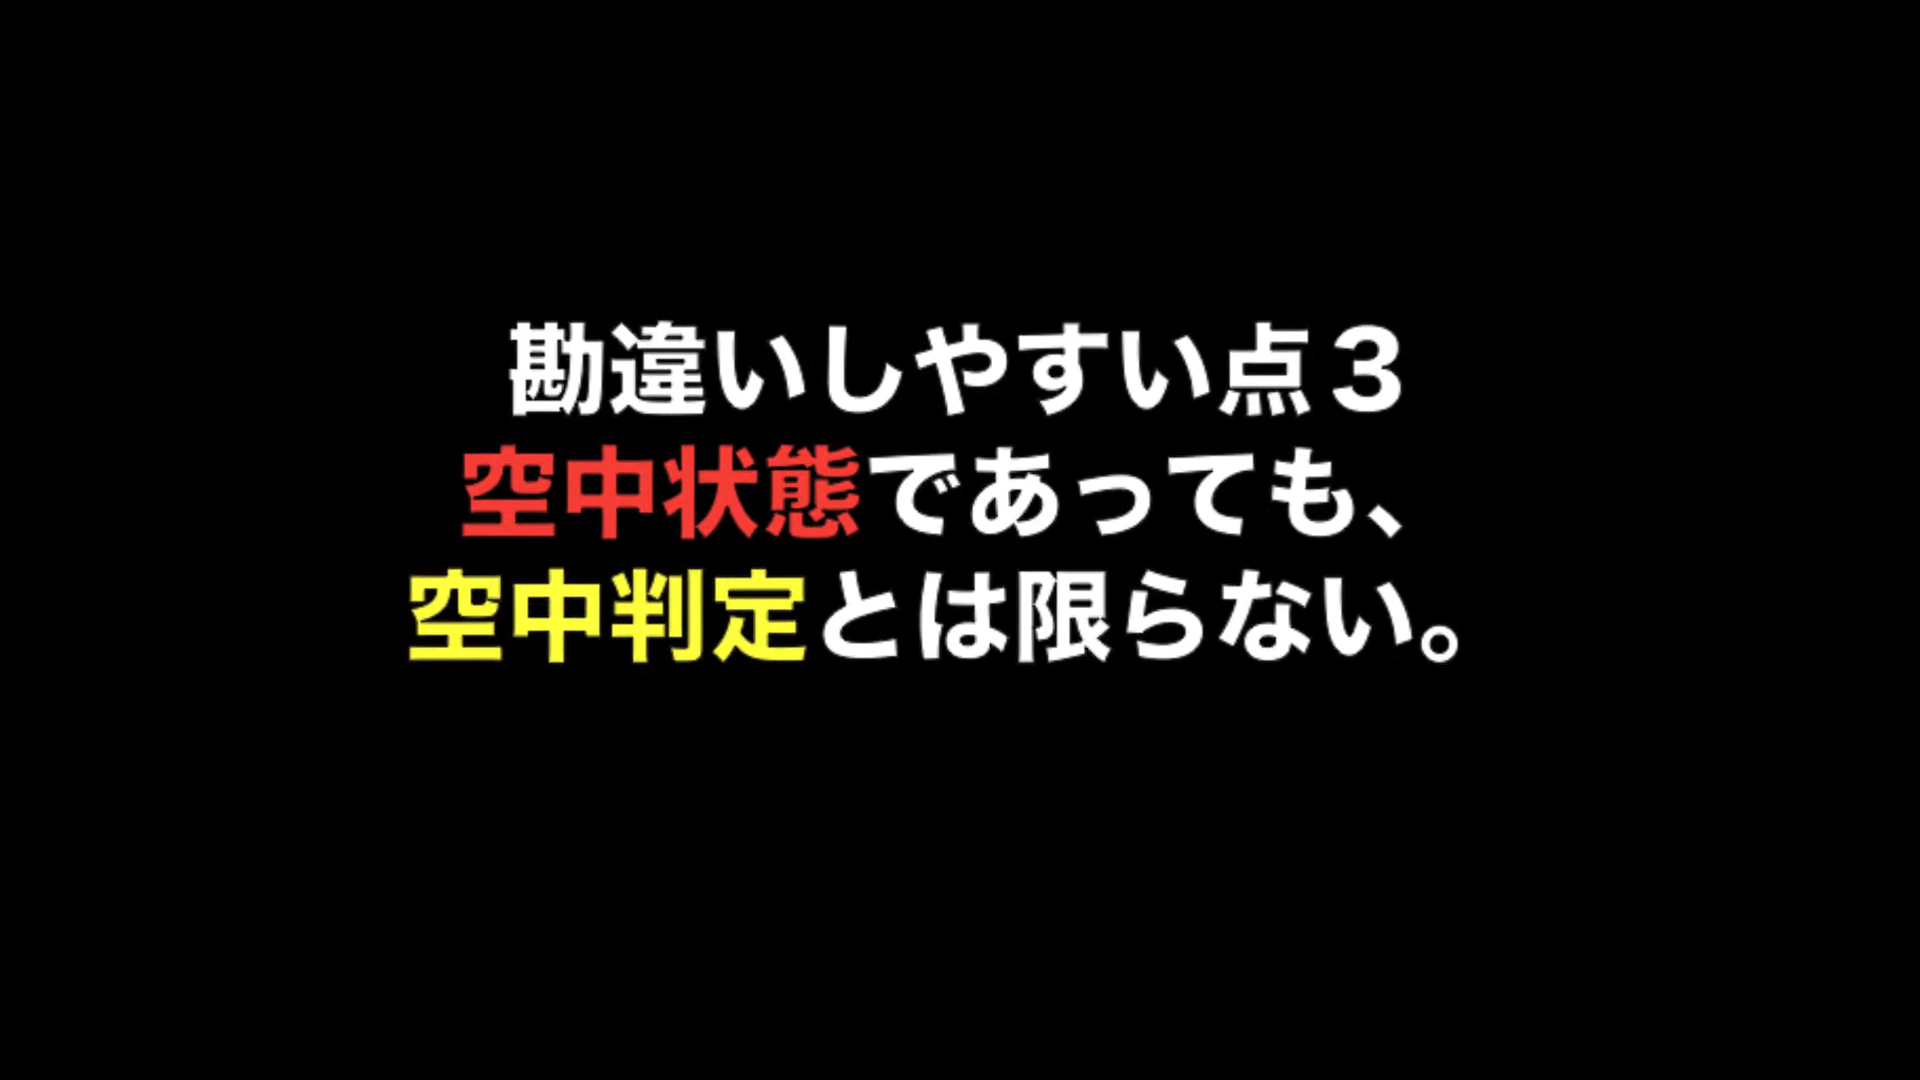 勘違いしやすい点３
空中状態であっても、
空中判定とは限らない。